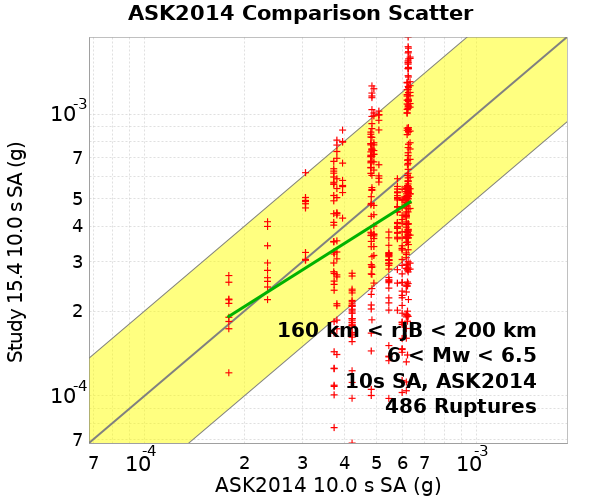 ASK2014 Comparison Scatter
Study 15.4 10.0 s SA (g)
10-3
7
5
4
3
2
10-4
7
160 km < rJB < 200 km
6 < Mw < 6.5
10s SA, ASK2014
486 Ruptures
7 10-4 2 3 4 5 6 7 10-3
ASK2014 10.0 s SA (g)